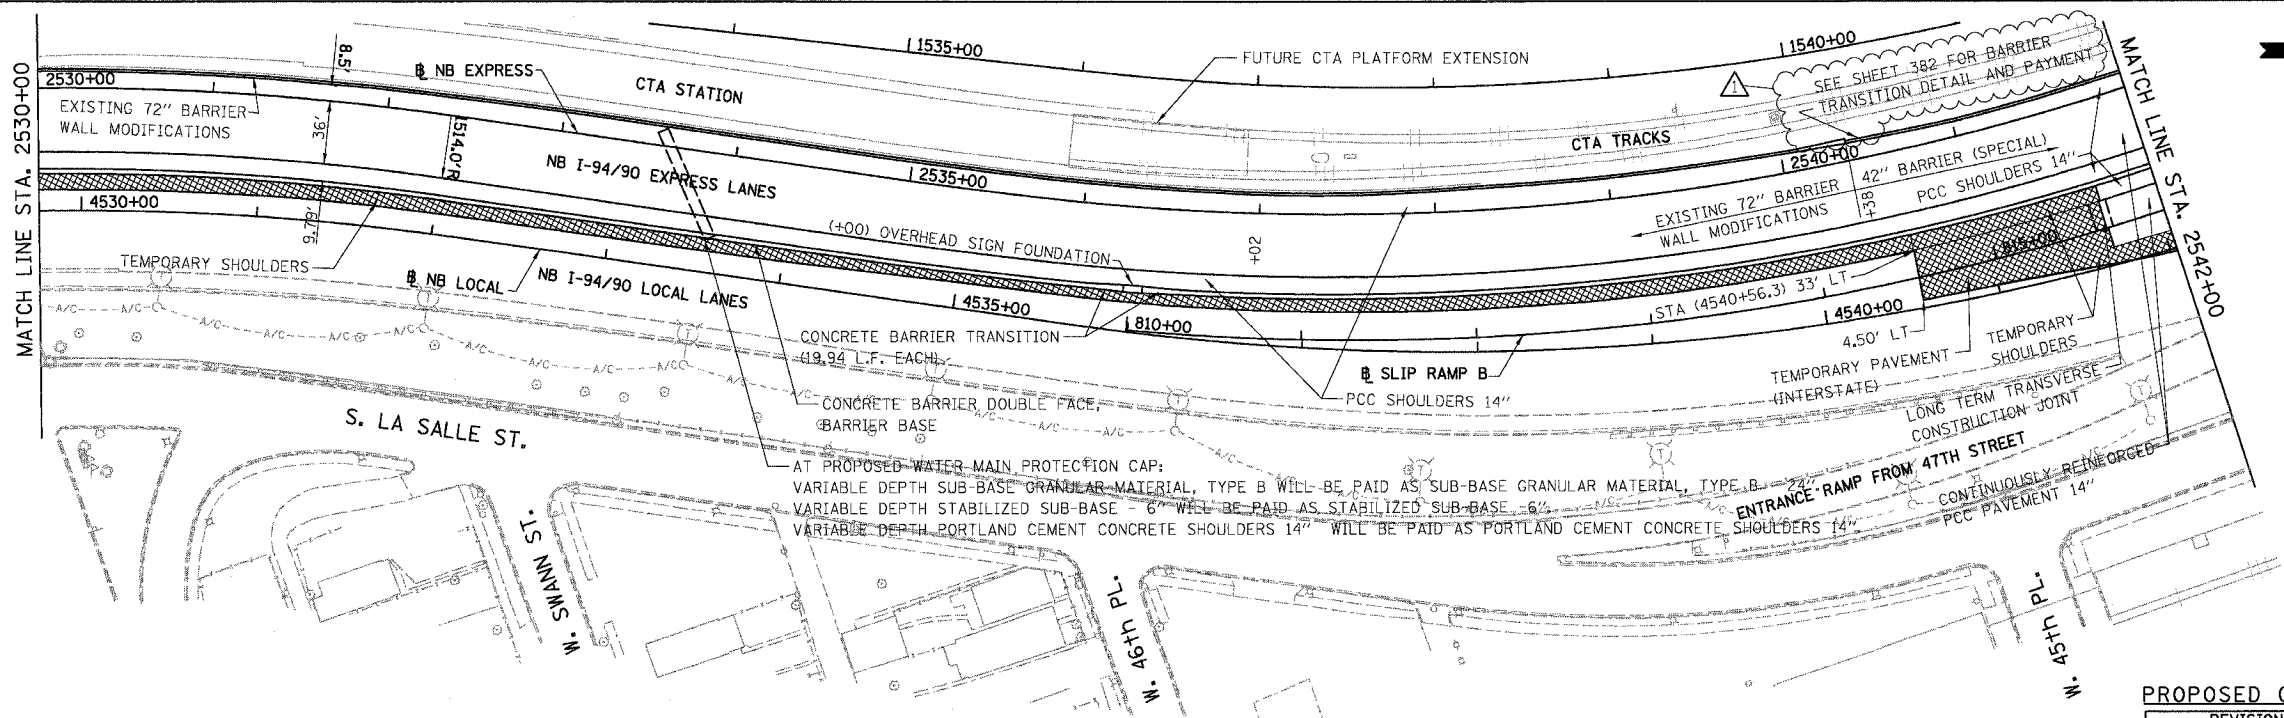 MATCH LINE STA. 2530+00
2530+00
EXISTING 72" BARRIER
WALL MODIFICATIONS
8.5'
36'
1514.0'R
℄ NB EXPRESS
CTA STATION
1535+00
FUTURE CTA PLATFORM EXTENSION
1540+00
1
SEE SHEET 382 FOR BARRIER
TRANSITION DETAIL AND PAYMENT
MATCH LINE STA. 2542+00
CTA TRACKS
NB I-94/90 EXPRESS LANES
2535+00
2540+00
EXISTING 72" BARRIER
WALL MODIFICATIONS
+38
42" BARRIER (SPECIAL)
PCC SHOULDERS 14"
4530+00
9.79'
TEMPORARY SHOULDERS
℄ NB LOCAL
NB I-94/90 LOCAL LANES
(+00) OVERHEAD SIGN FOUNDATION
+02
4535+00
810+00
815+00
STA (4540+56.3) 33' LT
4540+00
4.50' LT
CONCRETE BARRIER TRANSITION
(19.94 L.F. EACH)
℄ SLIP RAMP B
PCC SHOULDERS 14"
TEMPORARY PAVEMENT
(INTERSTATE)
TEMPORARY
SHOULDERS
LONG TERM TRANSVERSE
CONSTRUCTION JOINT
CONCRETE BARRIER DOUBLE FACE,
BARRIER BASE
S. LA SALLE ST.
AT PROPOSED WATER MAIN PROTECTION CAP:
VARIABLE DEPTH SUB-BASE GRANULAR MATERIAL, TYPE B WILL BE PAID AS SUB-BASE GRANULAR MATERIAL, TYPE B - 24"
VARIABLE DEPTH STABILIZED SUB-BASE - 6" WILL BE PAID AS STABILIZED SUB-BASE -6"
VARIABLE DEPTH PORTLAND CEMENT CONCRETE SHOULDERS 14" WILL BE PAID AS PORTLAND CEMENT CONCRETE SHOULDERS 14"
ENTRANCE RAMP FROM 47TH STREET
CONTINUOUSLY REINFORCED
PCC PAVEMENT 14"
W. SWANN ST.
W. 46th PL.
W. 45th PL.
PROPOSED
REVISION